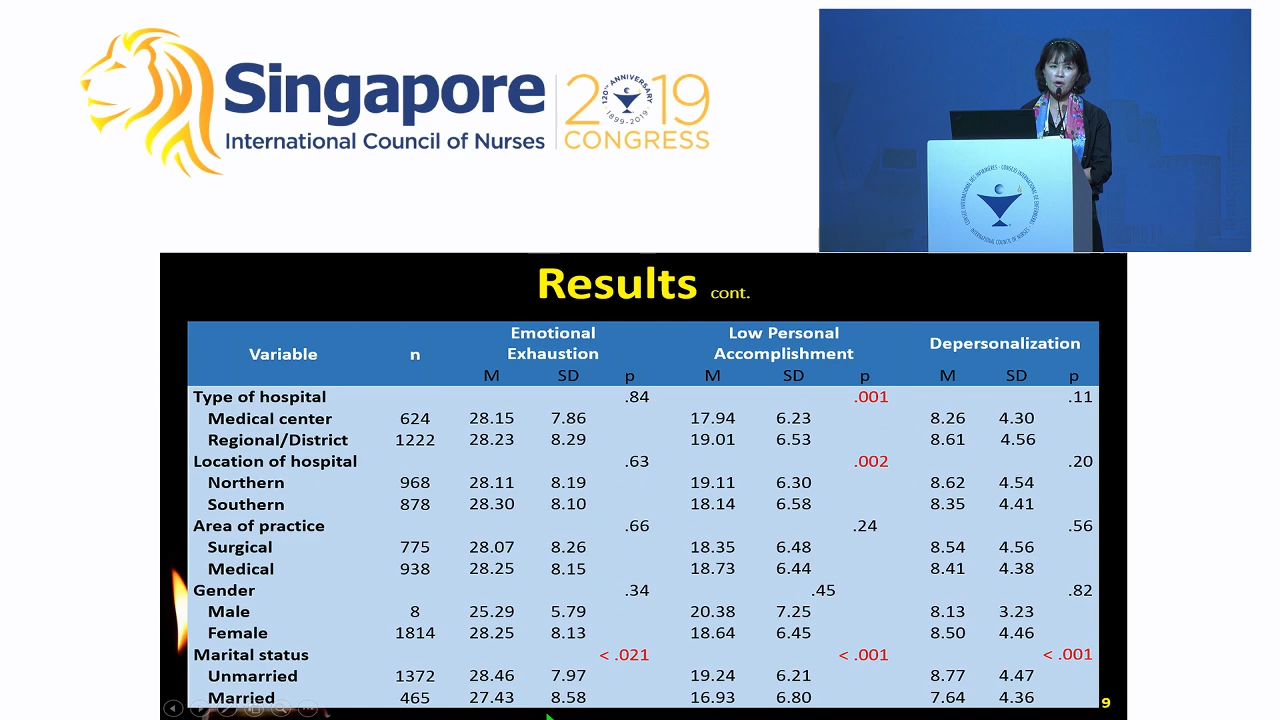 Singapore
International Council of Nurses
2019
120TH ANNIVERSARY
1899-2019
CONGRESS
Results cont.
Variable n Emotional Exhaustion Low Personal Accomplishment Depersonalization
M SD p M SD p M SD p
Type of hospital .84 .001 .11
Medical center 624 28.15 7.86 17.94 6.23 8.26 4.30
Regional/District 1222 28.23 8.29 19.01 6.53 8.61 4.56
Location of hospital .63 .002 .20
Northern 968 28.11 8.19 19.11 6.30 8.62 4.54
Southern 878 28.30 8.10 18.14 6.58 8.35 4.41
Area of practice .66 .24 .56
Surgical 775 28.07 8.26 18.35 6.48 8.54 4.56
Medical 938 28.25 8.15 18.73 6.44 8.41 4.38
Gender .34 .45 .82
Male 8 25.29 5.79 20.38 7.25 8.13 3.23
Female 1814 28.25 8.13 18.64 6.45 8.50 4.46
Marital status < .021 < .001 < .001
Unmarried 1372 28.46 7.97 19.24 6.21 8.77 4.47
Married 465 27.43 8.58 16.93 6.80 7.64 4.36
9